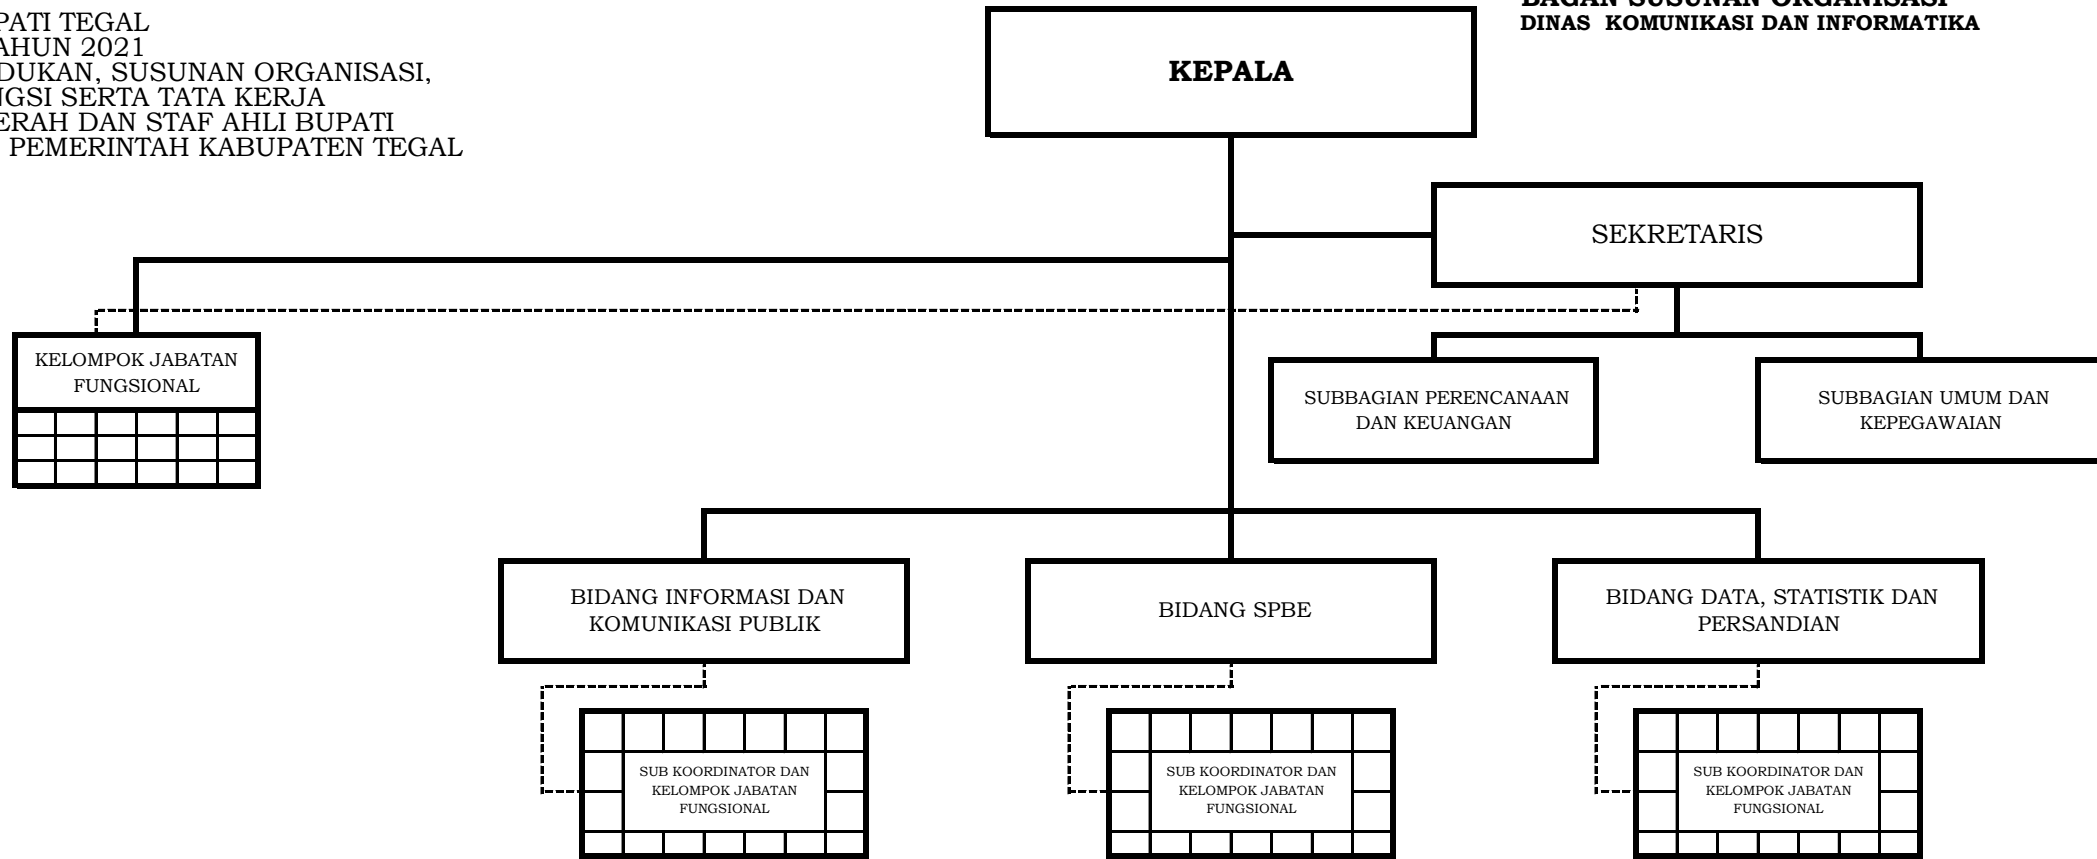 PATI TEGAL
AHUN 2021
DUKAN, SUSUNAN ORGANISASI,
NGSI SERTA TATA KERJA
ERAH DAN STAF AHLI BUPATI
PEMERINTAH KABUPATEN TEGAL
BAGAN SUSUNAN ORGANISASI
DINAS KOMUNIKASI DAN INFORMATIKA
KEPALA
SEKRETARIS
KELOMPOK JABATAN
FUNGSIONAL
SUBBAGIAN PERENCANAAN
DAN KEUANGAN
SUBBAGIAN UMUM DAN
KEPEGAWAIAN
BIDANG INFORMASI DAN
KOMUNIKASI PUBLIK
BIDANG SPBE
BIDANG DATA, STATISTIK DAN
PERSANDIAN
SUB KOORDINATOR DAN
KELOMPOK JABATAN
FUNGSIONAL
SUB KOORDINATOR DAN
KELOMPOK JABATAN
FUNGSIONAL
SUB KOORDINATOR DAN
KELOMPOK JABATAN
FUNGSIONAL